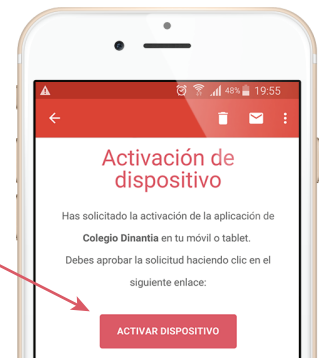 48% 19:55
Activación de
dispositivo
Has solicitado la activación de la aplicación de
Colegio Dinantia en tu móvil o tablet.
Debes aprobar la solicitud haciendo clic en el
siguiente enlace:
ACTIVAR DISPOSITIVO